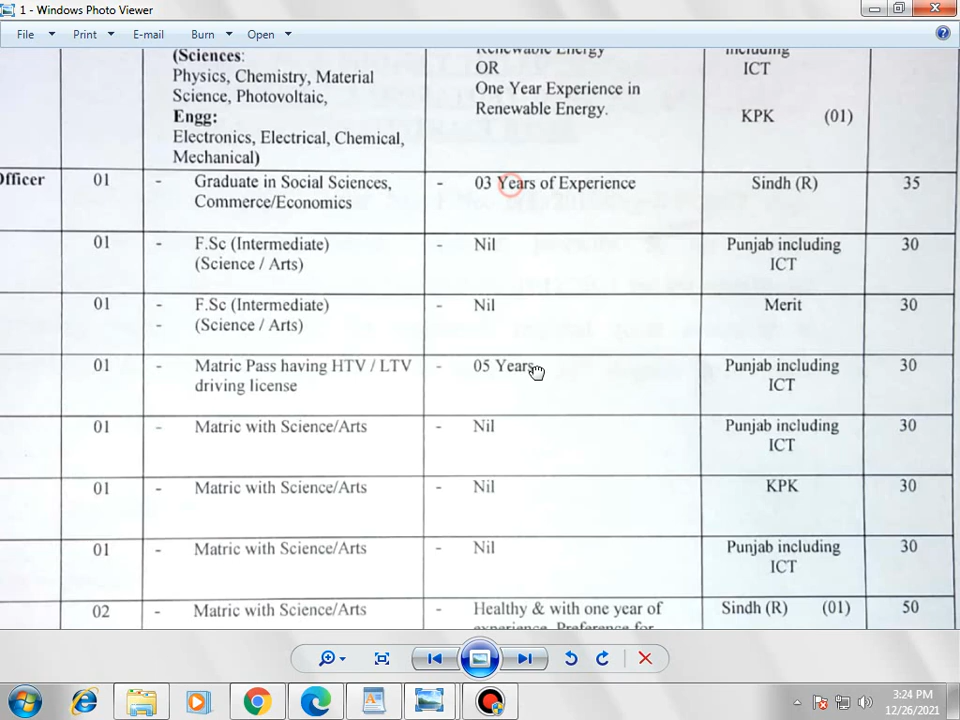 1 - Windows Photo Viewer
File Print E-mail Burn Open
(Sciences:
Physics, Chemistry, Material
Science, Photovoltaic,
Engg:
Electronics, Electrical, Chemical,
Mechanical)
Renewable Energy
OR
One Year Experience in
Renewable Energy.
including
ICT
KPK (01)
Officer 01 - Graduate in Social Sciences, - 03 Years of Experience Sindh (R) 35
Commerce/Economics
01 - F.Sc (Intermediate) - Nil Punjab including 30
(Science / Arts) ICT
01 - F.Sc (Intermediate) - Nil Merit 30
- (Science / Arts)
01 - Matric Pass having HTV / LTV - 05 Years Punjab including 30
driving license ICT
01 - Matric with Science/Arts - Nil Punjab including 30
ICT
01 - Matric with Science/Arts - Nil KPK 30
01 - Matric with Science/Arts - Nil Punjab including 30
ICT
02 - Matric with Science/Arts - Healthy & with one year of Sindh (R) (01) 50
experience. Preference for
3:24 PM
12/26/2021